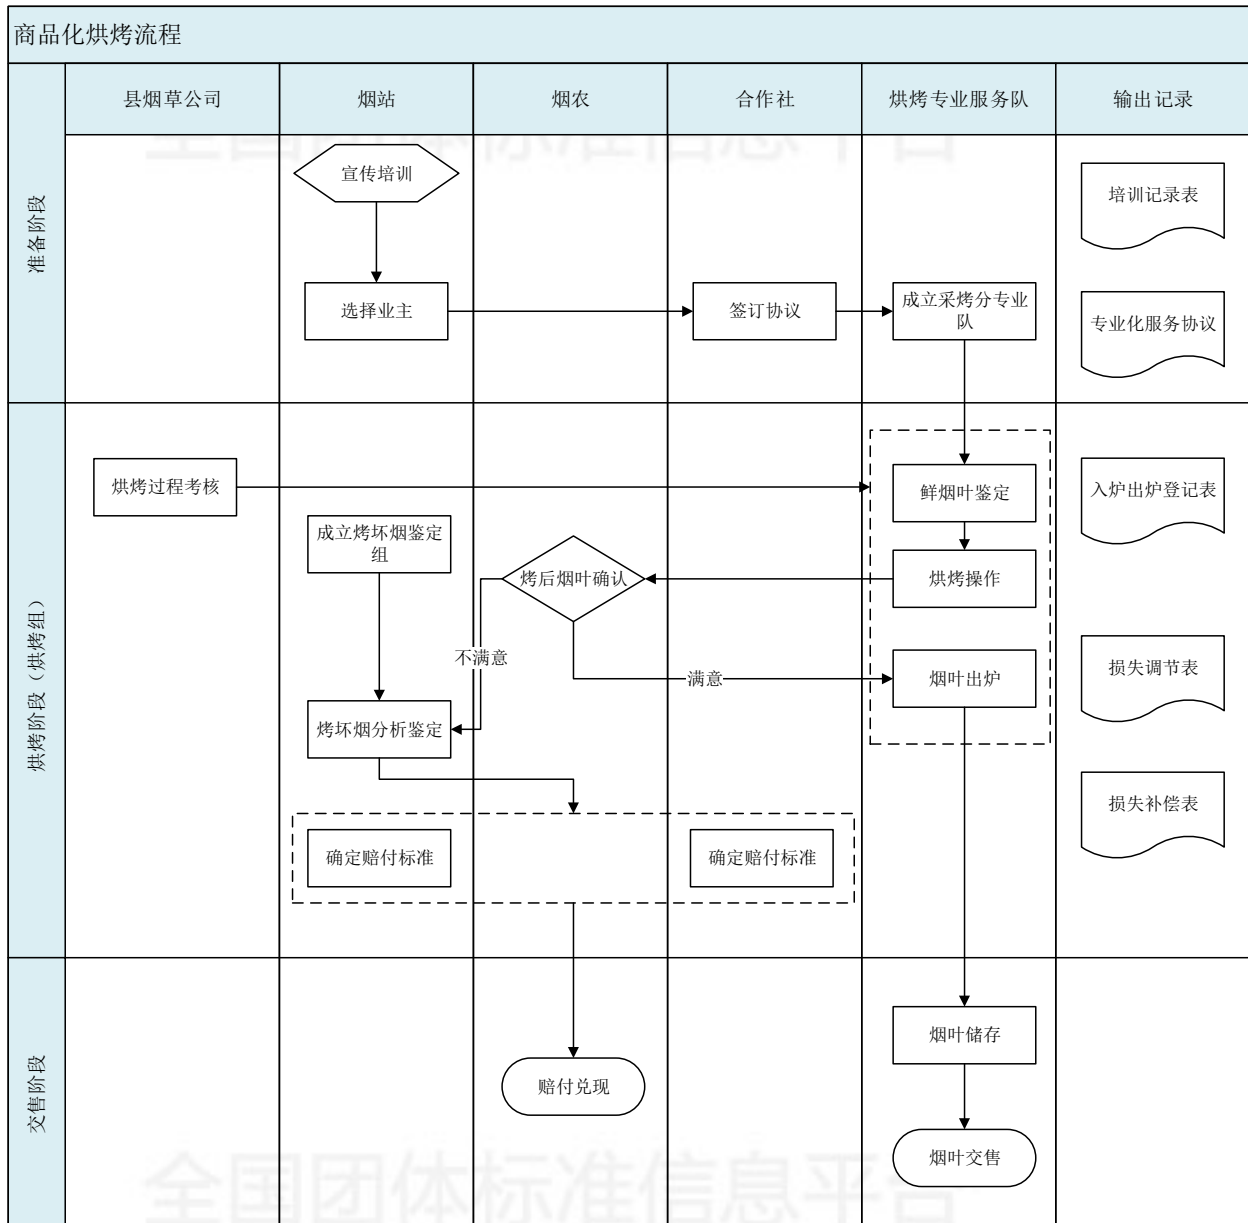 商品化烘烤流程
县烟草公司
烟站
烟农
合作社
烘烤专业服务队
输出记录
全国团体标准信息平台
准备阶段
宣传培训
培训记录表
选择业主
签订协议
成立采烤分专业
队
专业化服务协议
烘烤阶段（烘烤组）
烘烤过程考核
鲜烟叶鉴定
入炉出炉登记表
成立烤坏烟鉴定
组
烤后烟叶确认
烘烤操作
不满意
满意
烟叶出炉
损失调节表
烤坏烟分析鉴定
损失补偿表
确定赔付标准
确定赔付标准
交售阶段
烟叶储存
赔付兑现
烟叶交售
全国团体标准信息平台